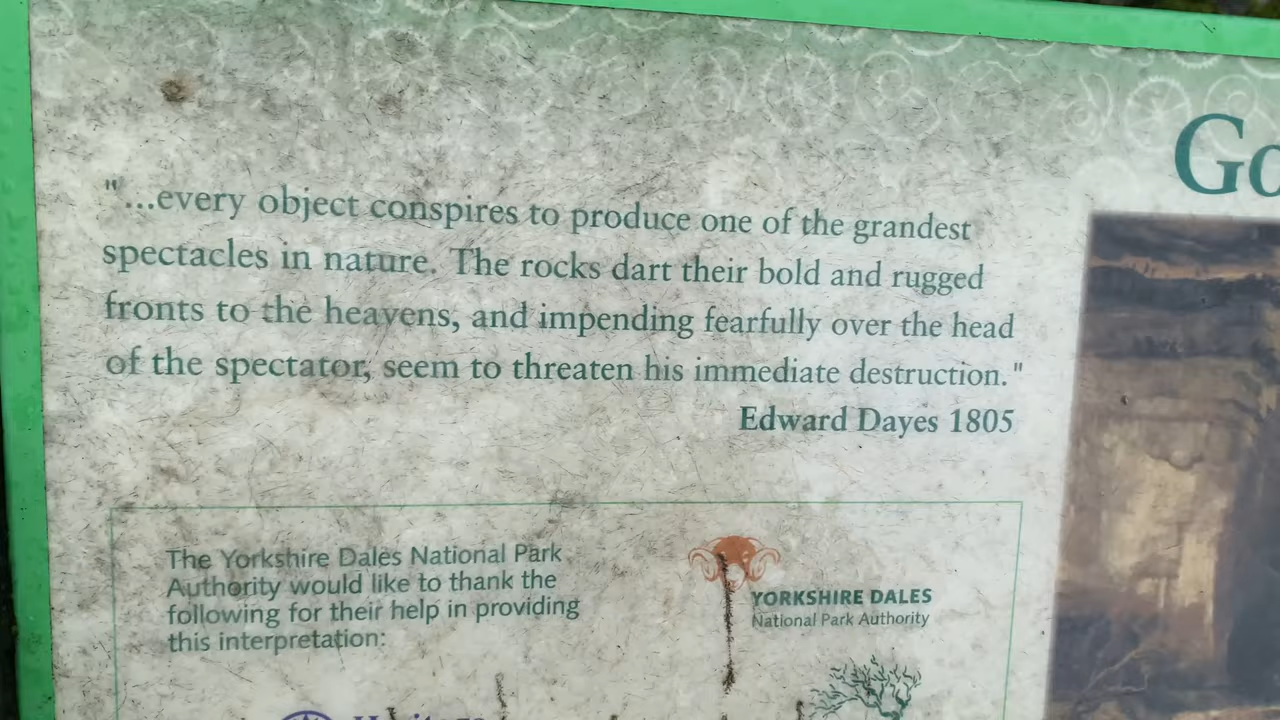 "...every object conspires to produce one of the grandest
spectacles in nature. The rocks dart their bold and rugged
fronts to the heavens, and impending fearfully over the head
of the spectator, seem to threaten his immediate destruction."
Edward Dayes 1805
Go
The Yorkshire Dales National Park
Authority would like to thank the
following for their help in providing
this interpretation:
YORKSHIRE DALES
National Park Authority